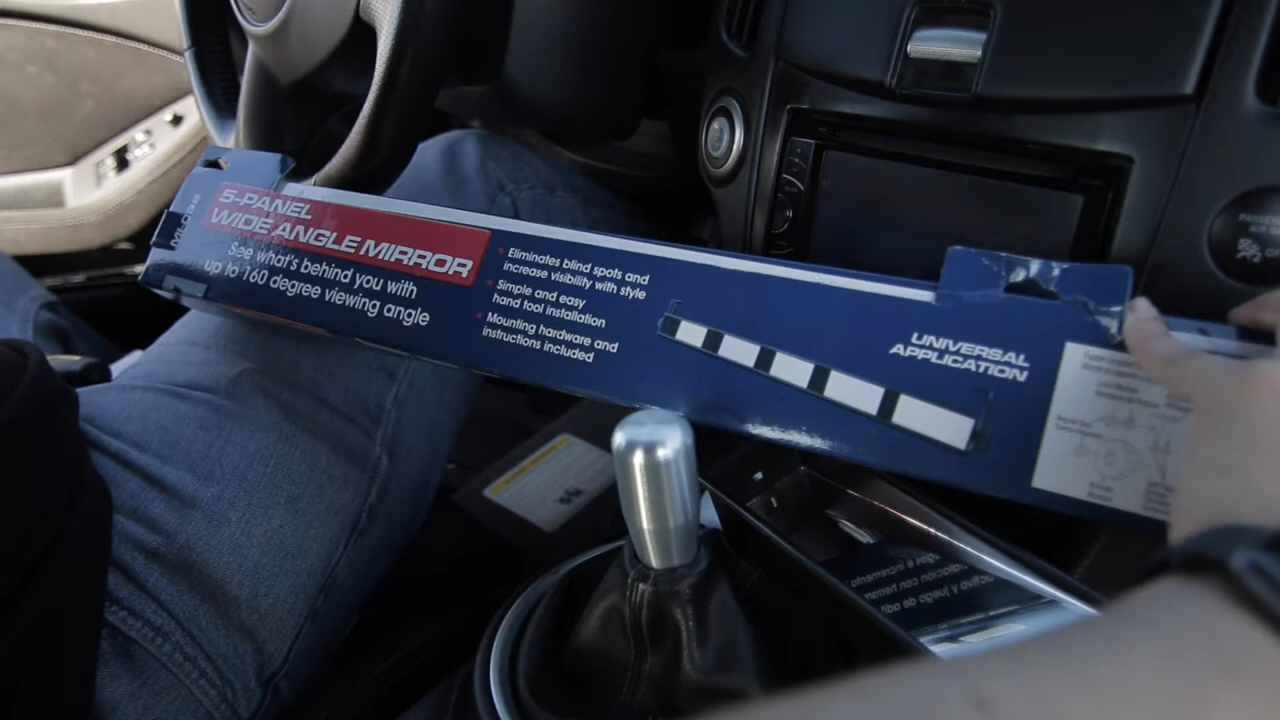 5-PANEL
WIDE ANGLE MIRROR
See what's behind you with
up to 160 degree viewing angle
Eliminates blind spots and
increase visibility with style
Simple and easy
hand tool installation
Mounting hardware and
instructions included
UNIVERSAL
APPLICATION